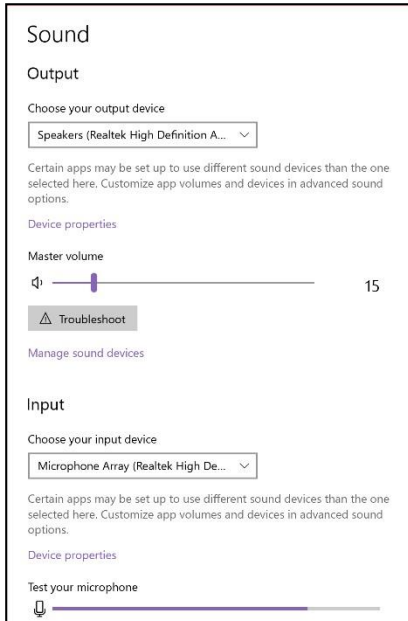 Sound
Output
Choose your output device
Speakers (Realtek High Definition A...
Certain apps may be set up to use different sound devices than the one
selected here. Customize app volumes and devices in advanced sound
options.
Device properties
Master volume
15
Troubleshoot
Manage sound devices
Input
Choose your input device
Microphone Array (Realtek High De...
Certain apps may be set up to use different sound devices than the one
selected here. Customize app volumes and devices in advanced sound
options.
Device properties
Test your microphone